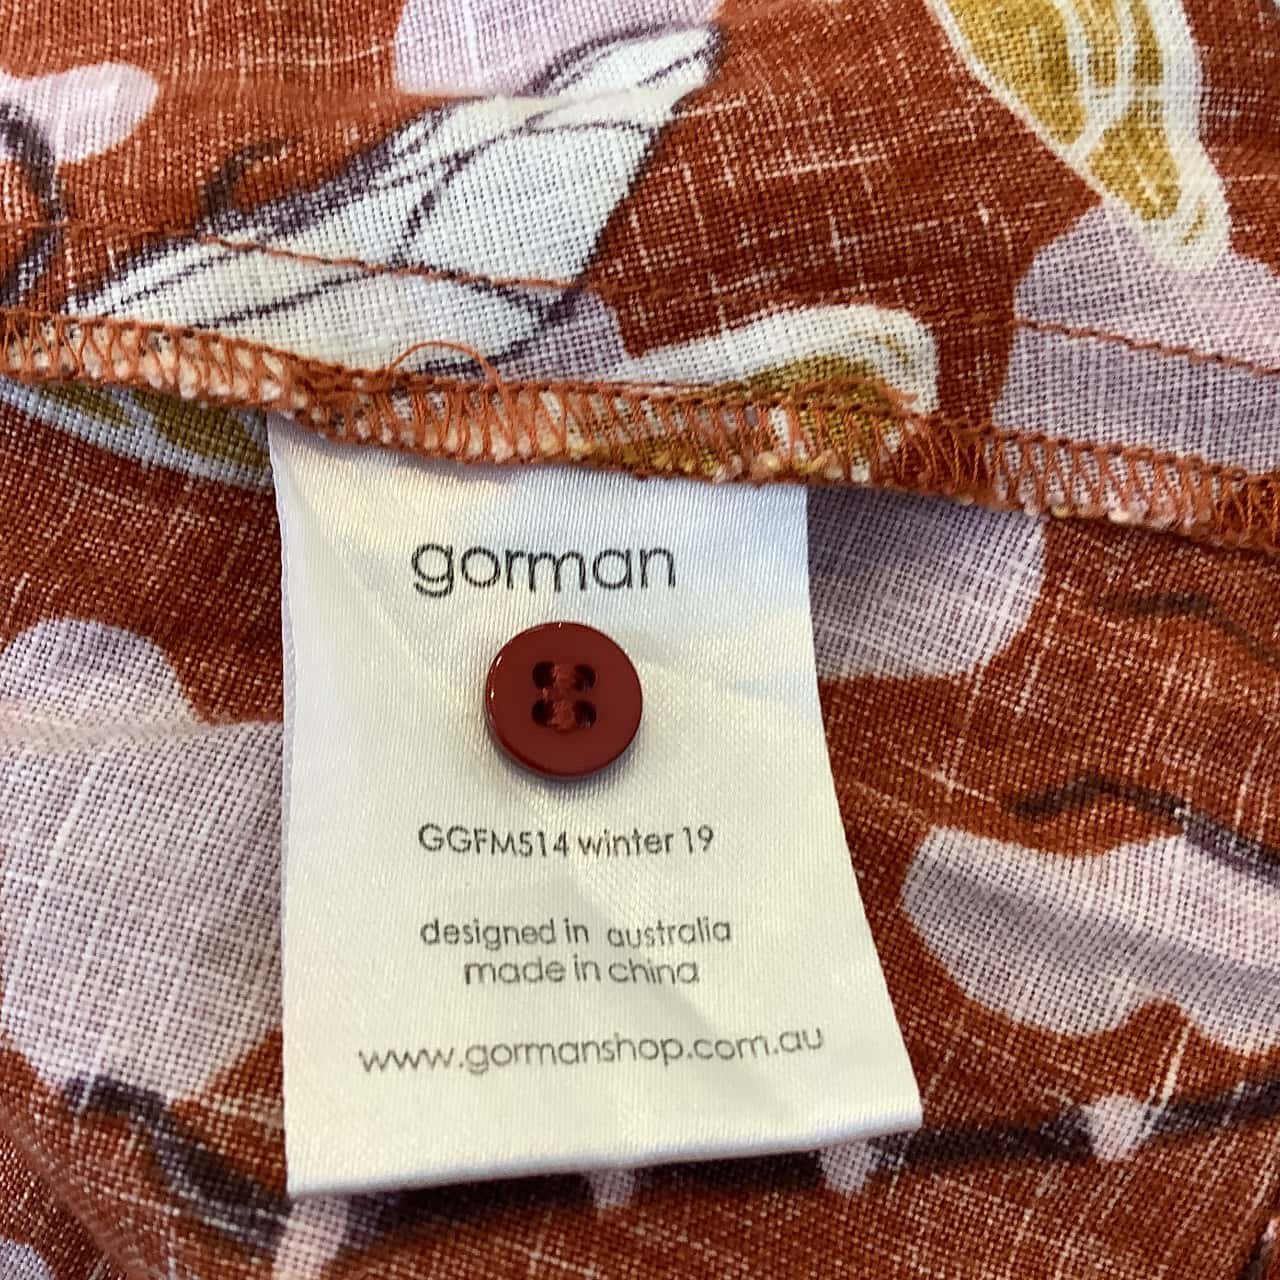 gorman
GGFM514 winter 19
designed in australia
made in china
www.gormanshop.com.au